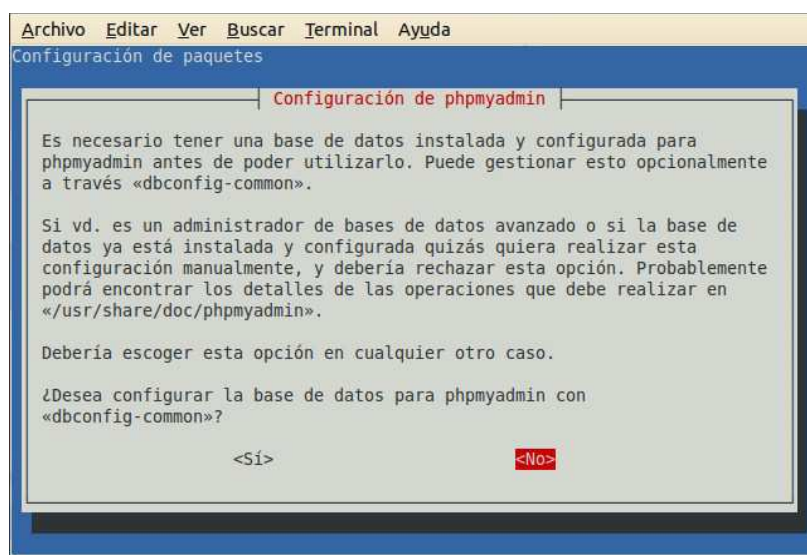 Archivo Editar Ver Buscar Terminal Ayuda
Configuración de paquetes
Configuración de phpmyadmin
Es necesario tener una base de datos instalada y configurada para
phpmyadmin antes de poder utilizarlo. Puede gestionar esto opcionalmente
a través «dbconfig-common».
Si vd. es un administrador de bases de datos avanzado o si la base de
datos ya está instalada y configurada quizás quiera realizar esta
configuración manualmente, y debería rechazar esta opción. Probablemente
podrá encontrar los detalles de las operaciones que debe realizar en
«/usr/share/doc/phpmyadmin».
Debería escoger esta opción en cualquier otro caso.
¿Desea configurar la base de datos para phpmyadmin con
«dbconfig-common»?
<Sí> <No>